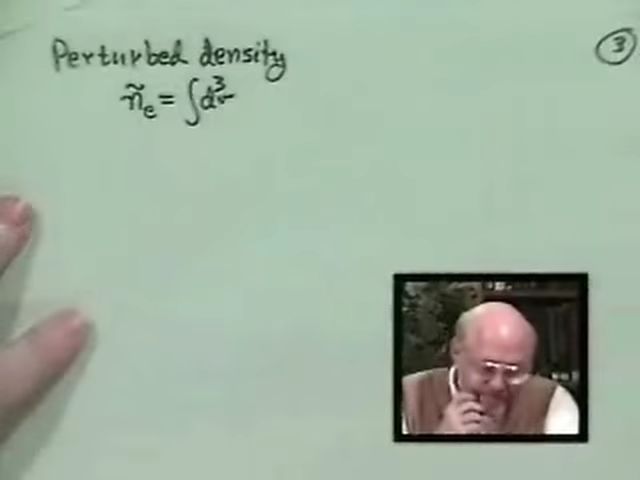 Perturbed density
ñₑ = ∫d³v
③